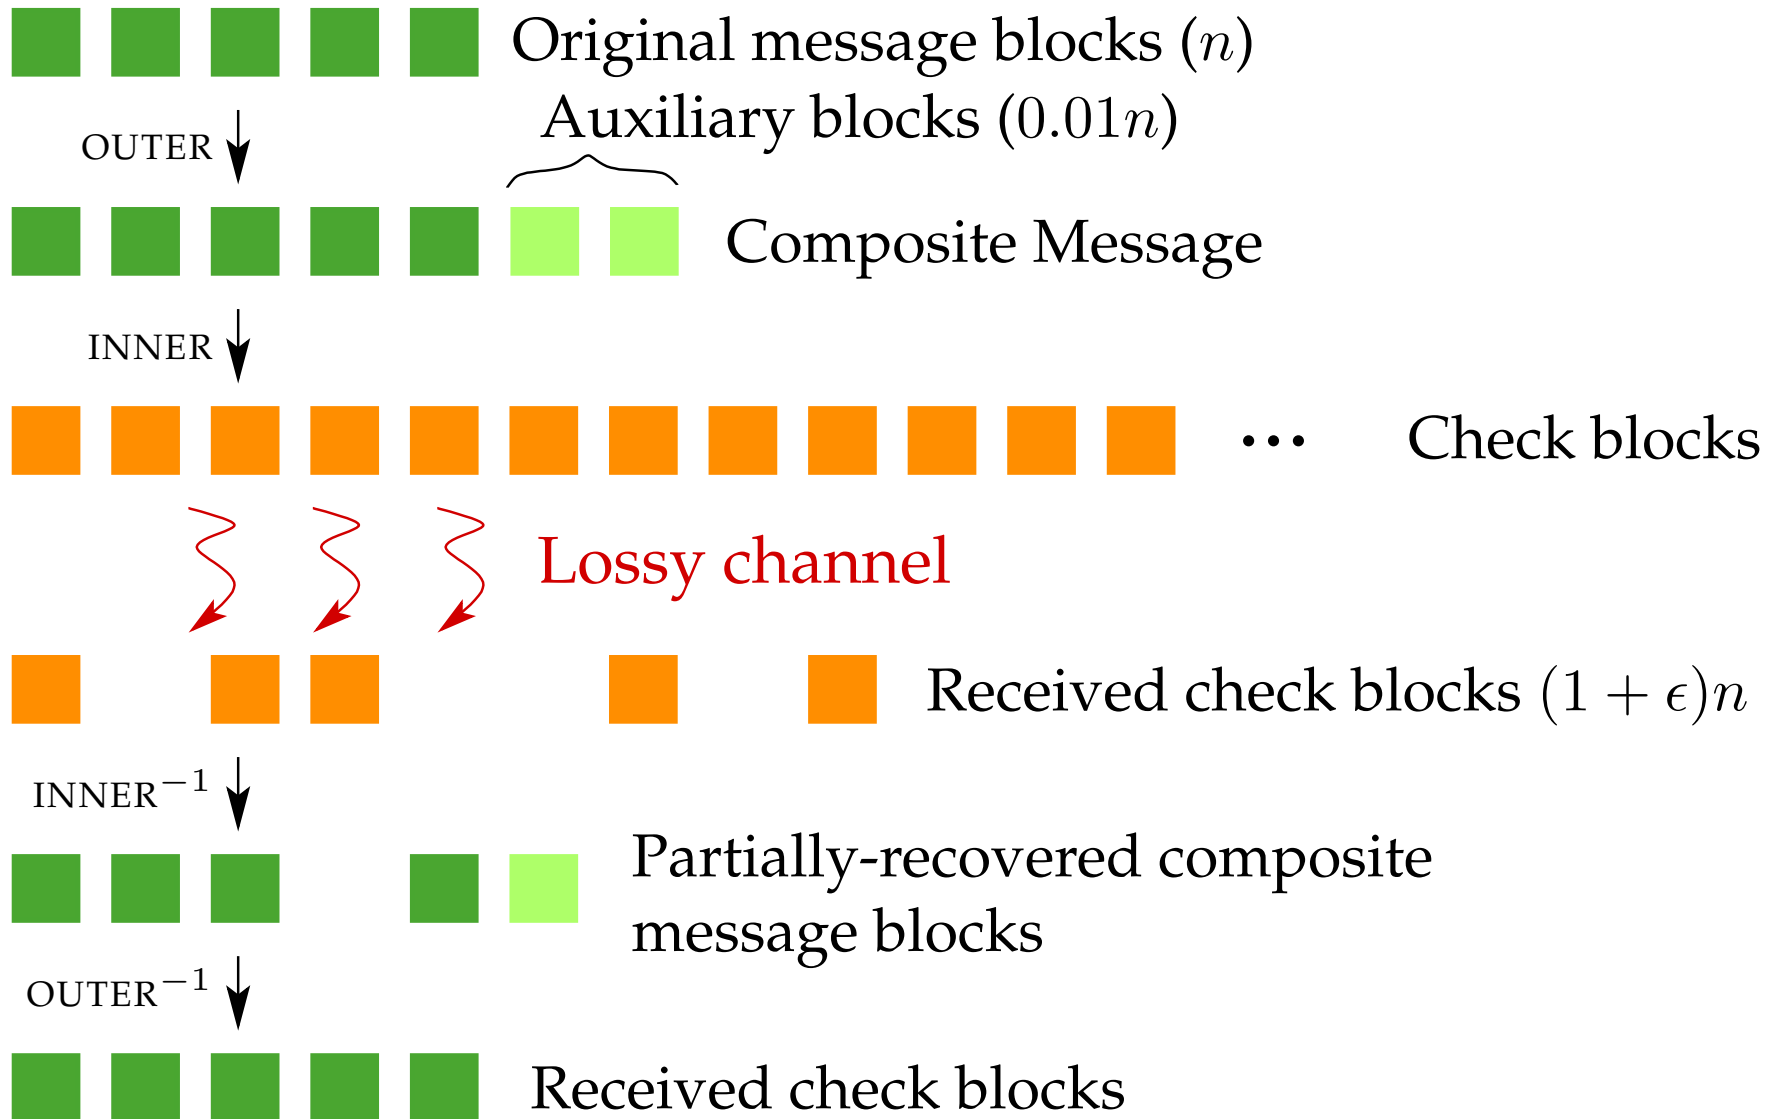 Original message blocks (n)
Auxiliary blocks (0.01n)
OUTER
Composite Message
INNER
... Check blocks
Lossy channel
Received check blocks (1 + ϵ)n
INNER⁻¹
Partially-recovered composite
message blocks
OUTER⁻¹
Received check blocks